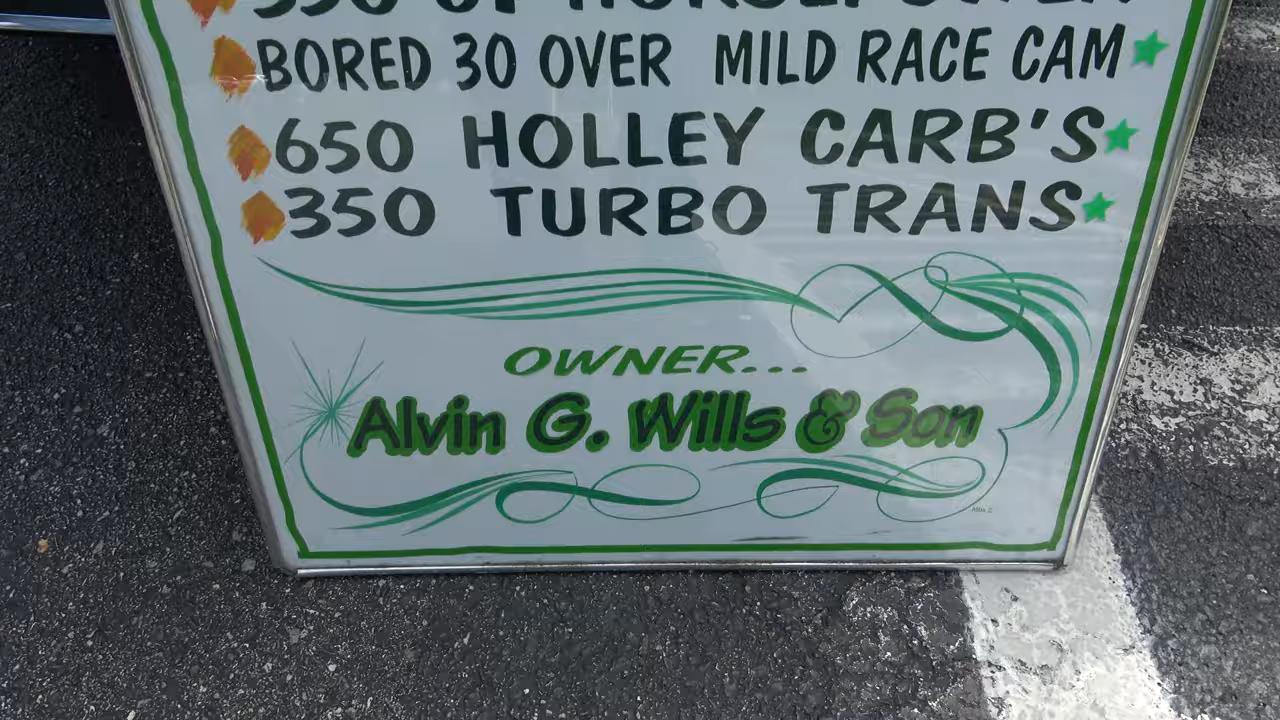 BORED 30 OVER MILD RACE CAM
650 HOLLEY CARB'S
350 TURBO TRANS
OWNER...
Alvin G. Wills & Son